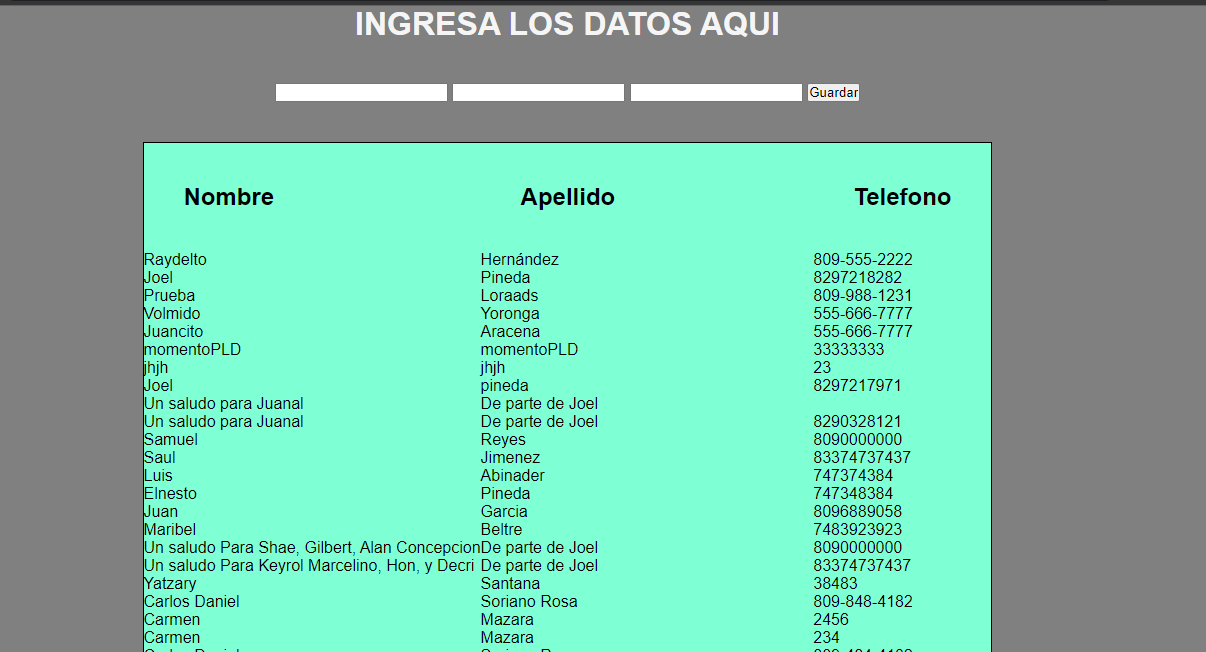 INGRESA LOS DATOS AQUI
Guardar
Nombre Apellido Telefono
Raydelto Hernández 809-555-2222
Joel Pineda 8297218282
Prueba Loraads 809-988-1231
Volmido Yoronga 555-666-7777
Juancito Aracena 555-666-7777
momentoPLD momentoPLD 33333333
jhjh jhjh 23
Joel pineda 8297217971
Un saludo para Juanal De parte de Joel
Un saludo para Juanal De parte de Joel 8290328121
Samuel Reyes 8090000000
Saul Jimenez 83374737437
Luis Abinader 747374384
Elnesto Pineda 747348384
Juan Garcia 8096889058
Maribel Beltre 7483923923
Un saludo Para Shae, Gilbert, Alan Concepcion De parte de Joel 8090000000
Un saludo Para Keyrol Marcelino, Hon, y Decri De parte de Joel 83374737437
Yatzary Santana 38483
Carlos Daniel Soriano Rosa 809-848-4182
Carmen Mazara 2456
Carmen Mazara 234